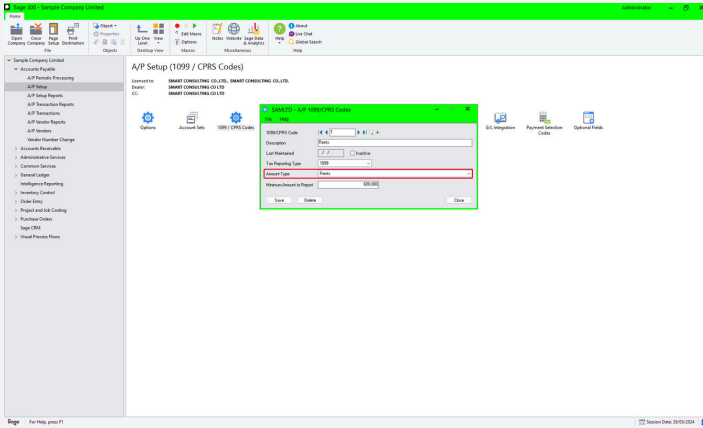 Sage 300 - Sample Company Limited
Administrator
Home
Open Company
Close Company
Page Setup
Print Destination
File
Object
Properties
Objects
Up One Level
View
Desktop View
Edit Macro
Options
Macros
Notes
Website
Sage Data & Analytics
Miscellaneous
Help
About
Live Chat
Global Search
Help
Sample Company Limited
Accounts Payable
A/P Periodic Processing
A/P Setup
A/P Setup Reports
A/P Transaction Reports
A/P Transactions
A/P Vendor Reports
A/P Vendors
Vendor Number Change
Accounts Receivable
Administrative Services
Common Services
General Ledger
Intelligence Reporting
Inventory Control
Order Entry
Project and Job Costing
Purchase Orders
Sage CRM
Visual Process Flows
A/P Setup (1099 / CPRS Codes)
Licensed to: SMART CONSULTING CO.,LTD., SMART CONSULTING CO.,LTD.
Dealer: SMART CONSULTING CO LTD
CC: SMART CONSULTING CO LTD
Options
Account Sets
1099 / CPRS Codes
G/L Integration
Payment Selection Codes
Optional Fields
SAMLTD - A/P 1099/CPRS Codes
File Help
1099/CPRS Code 1
Description Rents
Last Maintained / / Inactive
Tax Reporting Type 1099
Amount Type Rents
Minimum Amount to Report 600.000
Save Delete Close
Sage For Help, press F1
Session Date: 29/05/2024